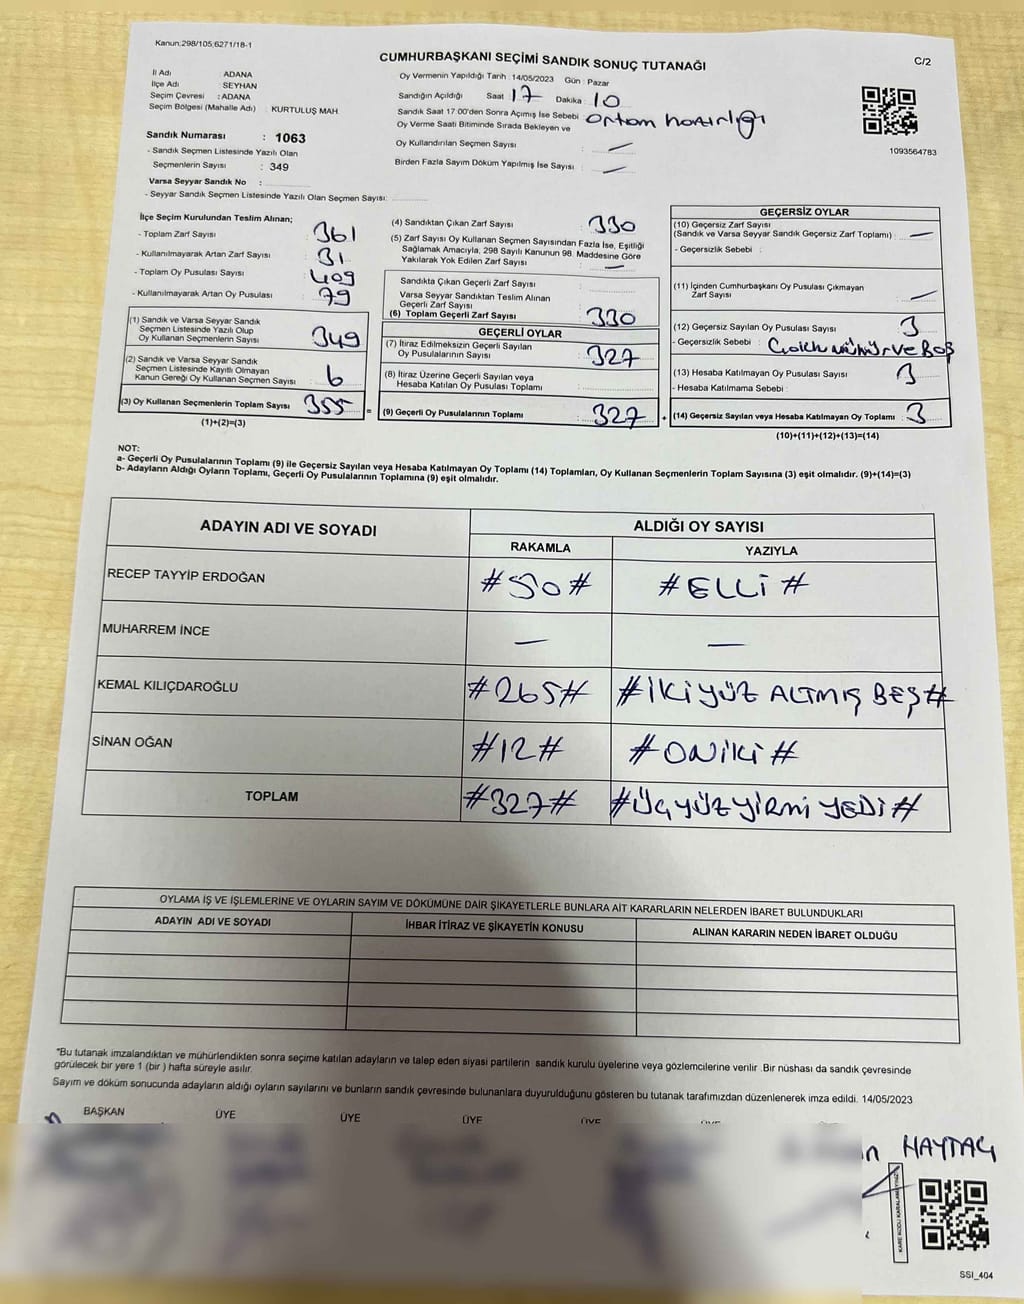 Kanun:298/105,6271/18-1
CUMHURBAŞKANI SEÇİMİ SANDIK SONUÇ TUTANAĞI
C/2
İl Adı : ADANA
İlçe Adı : SEYHAN
Seçim Çevresi : ADANA
Seçim Bölgesi (Mahalle Adı) : KURTULUŞ MAH.
Sandık Numarası : 1063
- Sandık Seçmen Listesinde Yazılı Olan
Seçmenlerin Sayısı : 349
Varsa Seyyar Sandık No :
- Seyyar Sandık Seçmen Listesinde Yazılı Olan Seçmen Sayısı:
Oy Vermenin Yapıldığı Tarih :14/05/2023 Gün : Pazar
Sandığın Açıldığı Saat 17 Dakika : 10
Sandık Saat 17:00'den Sonra Açımış İse Sebebi : Ortam hazırlığı
Oy Verme Saati Bitiminde Sırada Bekleyen ve
Oy Kullandırılan Seçmen Sayısı : —
Birden Fazla Sayım Döküm Yapılmış İse Sayısı : —
1093564783
İlçe Seçim Kurulundan Teslim Alınan;
- Toplam Zarf Sayısı : 361
- Kullanılmayarak Artan Zarf Sayısı : 31
- Toplam Oy Pusulası Sayısı : 409
- Kullanılmayarak Artan Oy Pusulası : 79
(1) Sandık ve Varsa Seyyar Sandık
Seçmen Listesinde Yazılı Olup
Oy Kullanan Seçmenlerin Sayısı : 349
(2) Sandık ve Varsa Seyyar Sandık
Seçmen Listesinde Kayıtlı Olmayan
Kanun Gereği Oy Kullanan Seçmen Sayısı : 6
(3) Oy Kullanan Seçmenlerin Toplam Sayısı : 355 =
(1)+(2)=(3)
(4) Sandıktan Çıkan Zarf Sayısı : 330
(5) Zarf Sayısı Oy Kullanan Seçmen Sayısından Fazla İse, Eşitliği
Sağlamak Amacıyla, 298 Sayılı Kanunun 98. Maddesine Göre
Yakılarak Yok Edilen Zarf Sayısı : —
Sandıkta Çıkan Geçerli Zarf Sayısı :
Varsa Seyyar Sandıktan Teslim Alınan
Geçerli Zarf Sayısı :
(6) Toplam Geçerli Zarf Sayısı : 330
GEÇERLİ OYLAR
(7) İtiraz Edilmeksizin Geçerli Sayılan
Oy Pusulalarının Sayısı : 327
(8) İtiraz Üzerine Geçerli Sayılan veya
Hesaba Katılan Oy Pusulası Toplamı :
(9) Geçerli Oy Pusulalarının Toplamı : 327 +
GEÇERSİZ OYLAR
(10) Geçersiz Zarf Sayısı
(Sandık ve Varsa Seyyar Sandık Geçersiz Zarf Toplamı) : —
- Geçersizlik Sebebi :
(11) İçinden Cumhurbaşkanı Oy Pusulası Çıkmayan
Zarf Sayısı : —
(12) Geçersiz Sayılan Oy Pusulası Sayısı : 3
- Geçersizlik Sebebi : Çoklu mühür ve Boş
(13) Hesaba Katılmayan Oy Pusulası Sayısı : 3
- Hesaba Katılmama Sebebi :
(14) Geçersiz Sayılan veya Hesaba Katılmayan Oy Toplamı : 3
(10)+(11)+(12)+(13)=(14)
NOT:
a- Geçerli Oy Pusulalarının Toplamı (9) ile Geçersiz Sayılan veya Hesaba Katılmayan Oy Toplamı (14) Toplamları, Oy Kullanan Seçmenlerin Toplam Sayısına (3) eşit olmalıdır. (9)+(14)=(3)
b- Adayların Aldığı Oyların Toplamı, Geçerli Oy Pusulalarının Toplamına (9) eşit olmalıdır.
ADAYIN ADI VE SOYADI
ALDIĞI OY SAYISI
RAKAMLA YAZIYLA
RECEP TAYYİP ERDOĞAN #50# #ELLİ#
MUHARREM İNCE — —
KEMAL KILIÇDAROĞLU #265# #İKİYÜZ ALTMIŞ BEŞ#
SİNAN OĞAN #12# #ONİKİ#
TOPLAM #327# #ÜÇYÜZ YİRMİ YEDİ#
OYLAMA İŞ VE İŞLEMLERİNE VE OYLARIN SAYIM VE DÖKÜMÜNE DAİR ŞİKAYETLERLE BUNLARA AİT KARARLARIN NELERDEN İBARET BULUNDUKLARI
ADAYIN ADI VE SOYADI İHBAR İTİRAZ VE ŞİKAYETİN KONUSU ALINAN KARARIN NEDEN İBARET OLDUĞU
"Bu tutanak imzalandıktan ve mühürlendikten sonra seçime katılan adayların ve talep eden siyasi partilerin sandık kurulu üyelerine veya gözlemcilerine verilir .Bir nüshası da sandık çevresinde
görülecek bir yere 1 (bir ) hafta süreyle asılır.
Sayım ve döküm sonucunda adayların aldığı oyların sayılarını ve bunların sandık çevresinde bulunanlara duyurulduğunu gösteren bu tutanak tarafımızdan düzenlenerek imza edildi. 14/05/2023
BAŞKAN ÜYE ÜYE ÜYE ÜYE ÜYE
HAYTAÇ
SSI_404